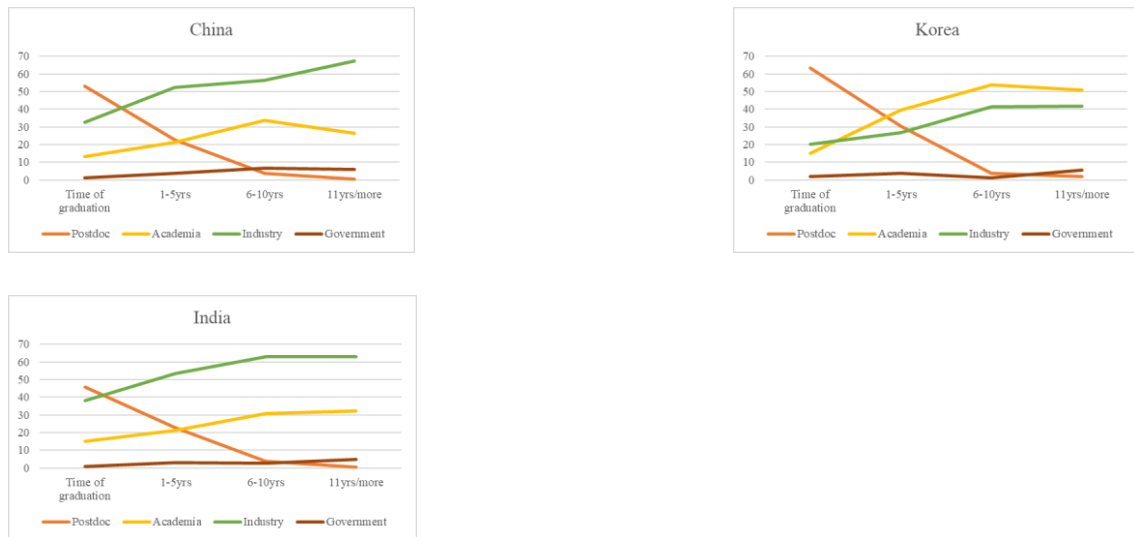 China
70
60
50
40
30
20
10
0
Time of
graduation
1-5yrs
6-10yrs
11yrs/more
Postdoc Academia Industry Government
Korea
70
60
50
40
30
20
10
0
Time of
graduation
1-5yrs
6-10yrs
11yrs/more
Postdoc Academia Industry Government
India
70
60
50
40
30
20
10
0
Time of
graduation
1-5yrs
6-10yrs
11yrs/more
Postdoc Academia Industry Government